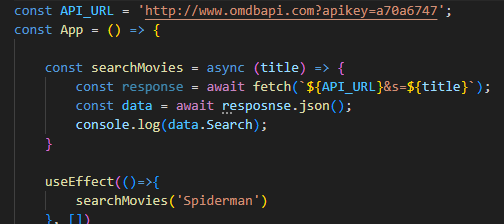 const API_URL = 'http://www.omdbapi.com?apikey=a70a6747';
const App = () => {
const searchMovies = async (title) => {
const response = await fetch(`${API_URL}&s=${title}`);
const data = await resposnse.json();
console.log(data.Search);
}
useEffect(()=>{
searchMovies('Spiderman')
}, [])